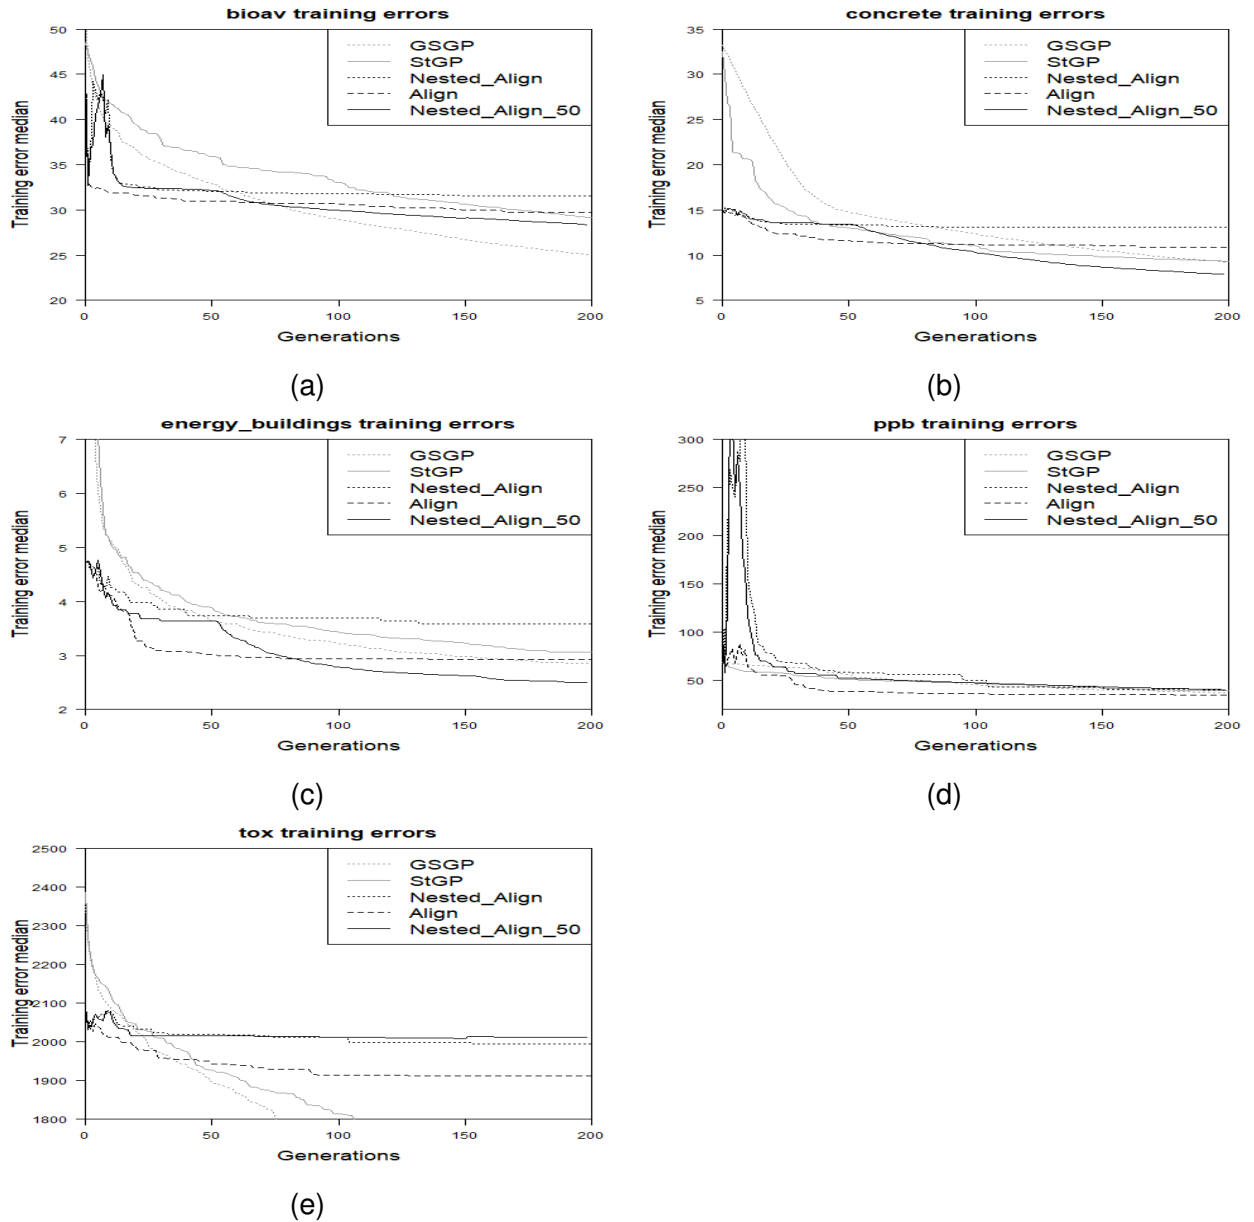 bioav training errors
Training error median
50
45
40
35
30
25
20
GSGP
StGP
Nested_Align
Align
Nested_Align_50
0
50
100
150
200
Generations
(a)
concrete training errors
Training error median
35
30
25
20
15
10
5
GSGP
StGP
Nested_Align
Align
Nested_Align_50
0
50
100
150
200
Generations
(b)
energy_buildings training errors
Training error median
7
6
5
4
3
2
GSGP
StGP
Nested_Align
Align
Nested_Align_50
0
50
100
150
200
Generations
(c)
ppb training errors
Training error median
300
250
200
150
100
50
GSGP
StGP
Nested_Align
Align
Nested_Align_50
0
50
100
150
200
Generations
(d)
tox training errors
Training error median
2500
2400
2300
2200
2100
2000
1900
1800
GSGP
StGP
Nested_Align
Align
Nested_Align_50
0
50
100
150
200
Generations
(e)